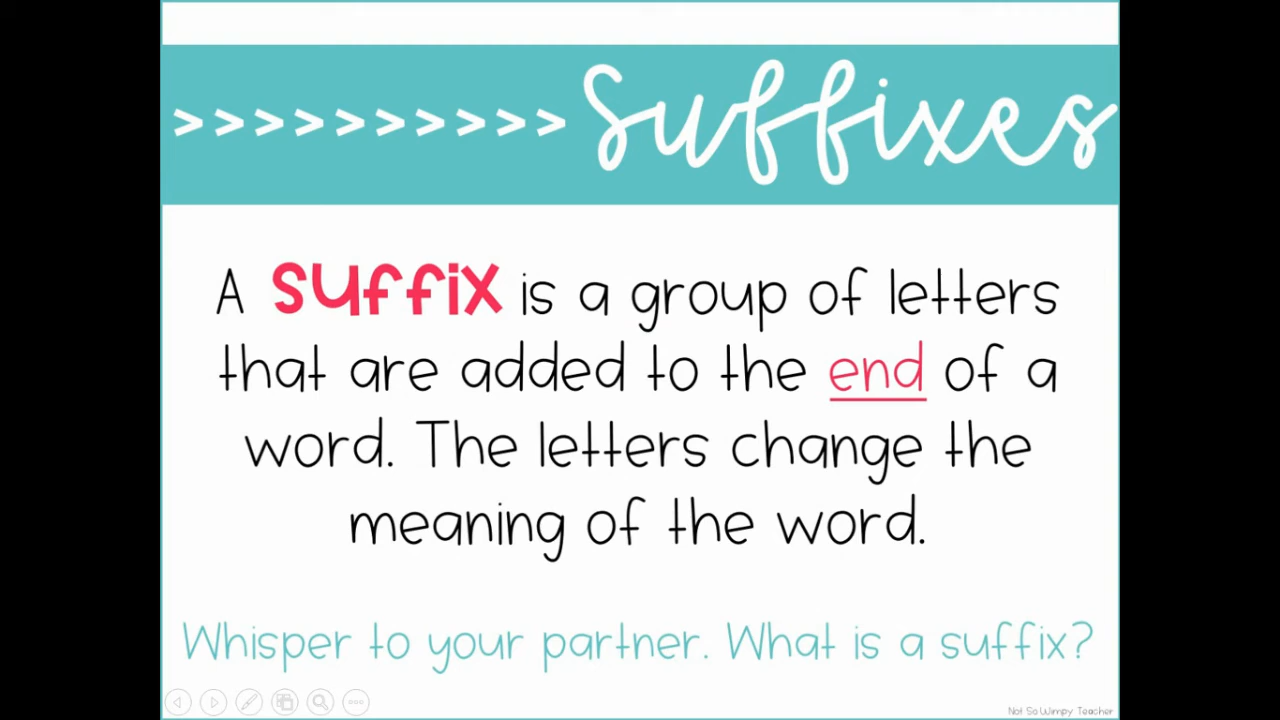 >>>>>>>>>> Suffixes
A suffix is a group of letters
that are added to the end of a
word. The letters change the
meaning of the word.
Whisper to your partner. What is a suffix?
Not So Wimpy Teacher